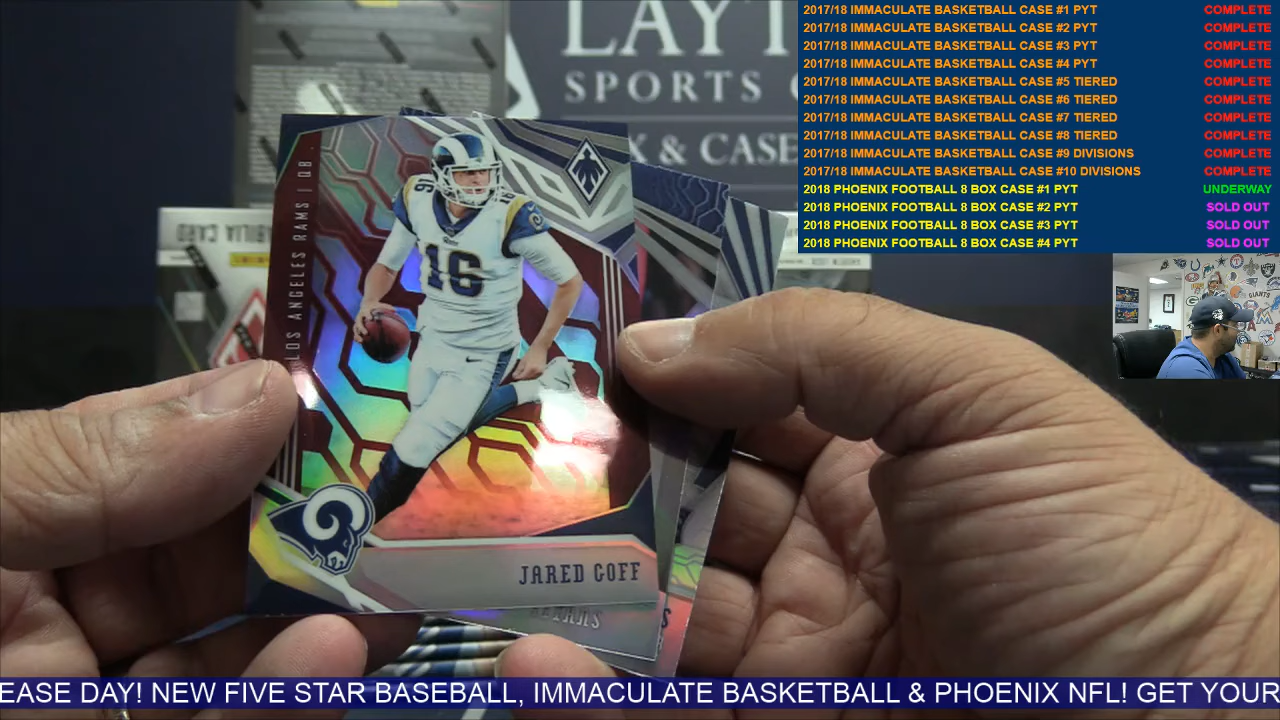 LAYT
SPORTS C
X & CASE
2017/18 IMMACULATE BASKETBALL CASE #1 PYT COMPLETE
2017/18 IMMACULATE BASKETBALL CASE #2 PYT COMPLETE
2017/18 IMMACULATE BASKETBALL CASE #3 PYT COMPLETE
2017/18 IMMACULATE BASKETBALL CASE #4 PYT COMPLETE
2017/18 IMMACULATE BASKETBALL CASE #5 TIERED COMPLETE
2017/18 IMMACULATE BASKETBALL CASE #6 TIERED COMPLETE
2017/18 IMMACULATE BASKETBALL CASE #7 TIERED COMPLETE
2017/18 IMMACULATE BASKETBALL CASE #8 TIERED COMPLETE
2017/18 IMMACULATE BASKETBALL CASE #9 DIVISIONS COMPLETE
2017/18 IMMACULATE BASKETBALL CASE #10 DIVISIONS COMPLETE
2018 PHOENIX FOOTBALL 8 BOX CASE #1 PYT UNDERWAY
2018 PHOENIX FOOTBALL 8 BOX CASE #2 PYT SOLD OUT
2018 PHOENIX FOOTBALL 8 BOX CASE #3 PYT SOLD OUT
2018 PHOENIX FOOTBALL 8 BOX CASE #4 PYT SOLD OUT
LOS ANGELES RAMS | QB
16
16
JARED GOFF
GIANTS
EASE DAY! NEW FIVE STAR BASEBALL, IMMACULATE BASKETBALL & PHOENIX NFL! GET YOUR